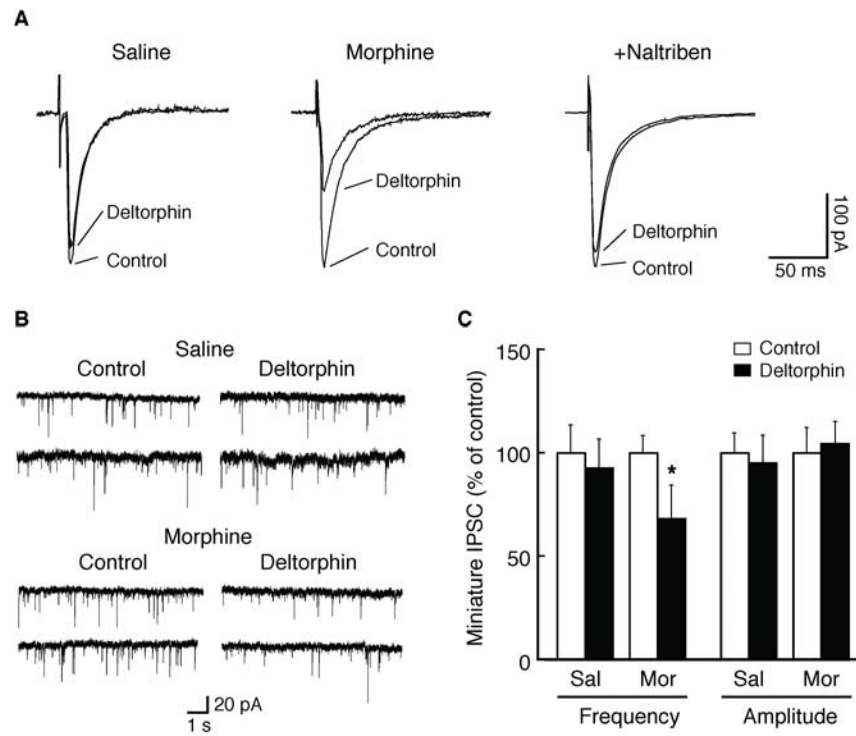 A
Saline
Morphine
+Naltriben
Deltorphin
Control
Deltorphin
Control
Deltorphin
Control
100 pA
50 ms
B
Saline
Control
Deltorphin
Morphine
Control
Deltorphin
20 pA
1 s
C
Control
Deltorphin
Miniature IPSC (% of control)
150
100
50
0
*
Sal
Mor
Sal
Mor
Frequency
Amplitude